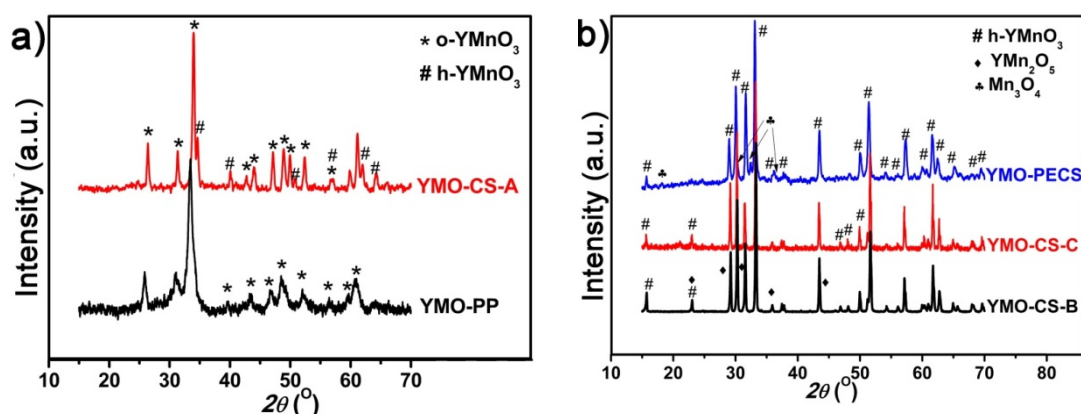 a)
* o-YMnO3
# h-YMnO3
YMO-CS-A
YMO-PP
Intensity (a.u.)
10 20 30 40 50 60 70
2θ (O)
b)
# h-YMnO3
♦ YMn2O5
♣ Mn3O4
YMO-PECS
YMO-CS-C
YMO-CS-B
Intensity (a.u.)
10 20 30 40 50 60 70 80
2θ (O)